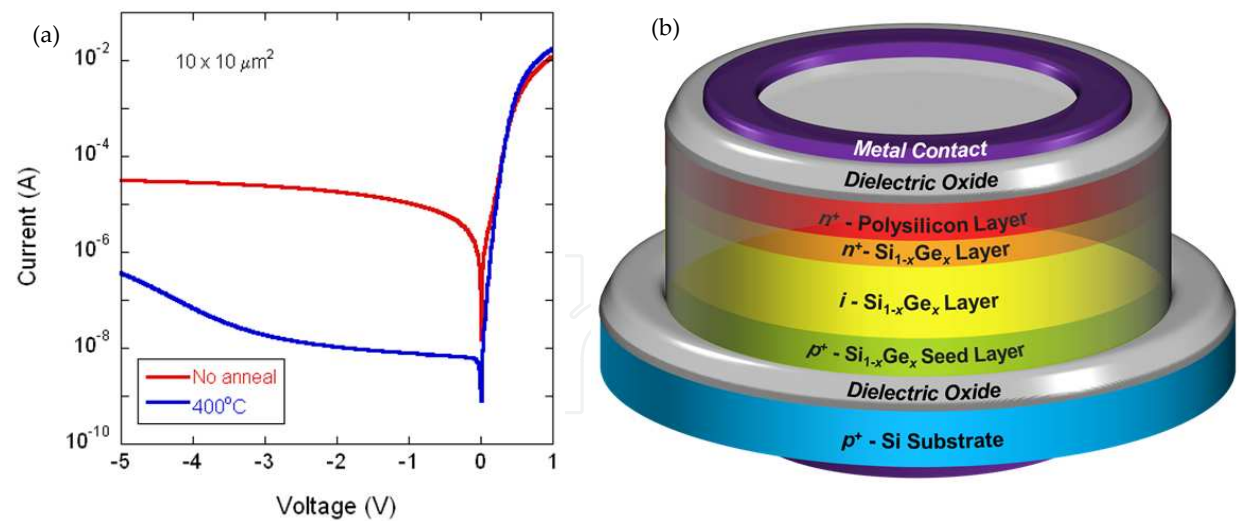 (a)
10 x 10 μm²
10⁻²
10⁻⁴
10⁻⁶
10⁻⁸
10⁻¹⁰
Current (A)
No anneal
400°C
-5 -4 -3 -2 -1 0 1
Voltage (V)
(b)
Metal Contact
Dielectric Oxide
n⁺ - Polysilicon Layer
n⁺- Si₁₋ₓGeₓ Layer
i - Si₁₋ₓGeₓ Layer
p⁺ - Si₁₋ₓGeₓ Seed Layer
Dielectric Oxide
p⁺ - Si Substrate